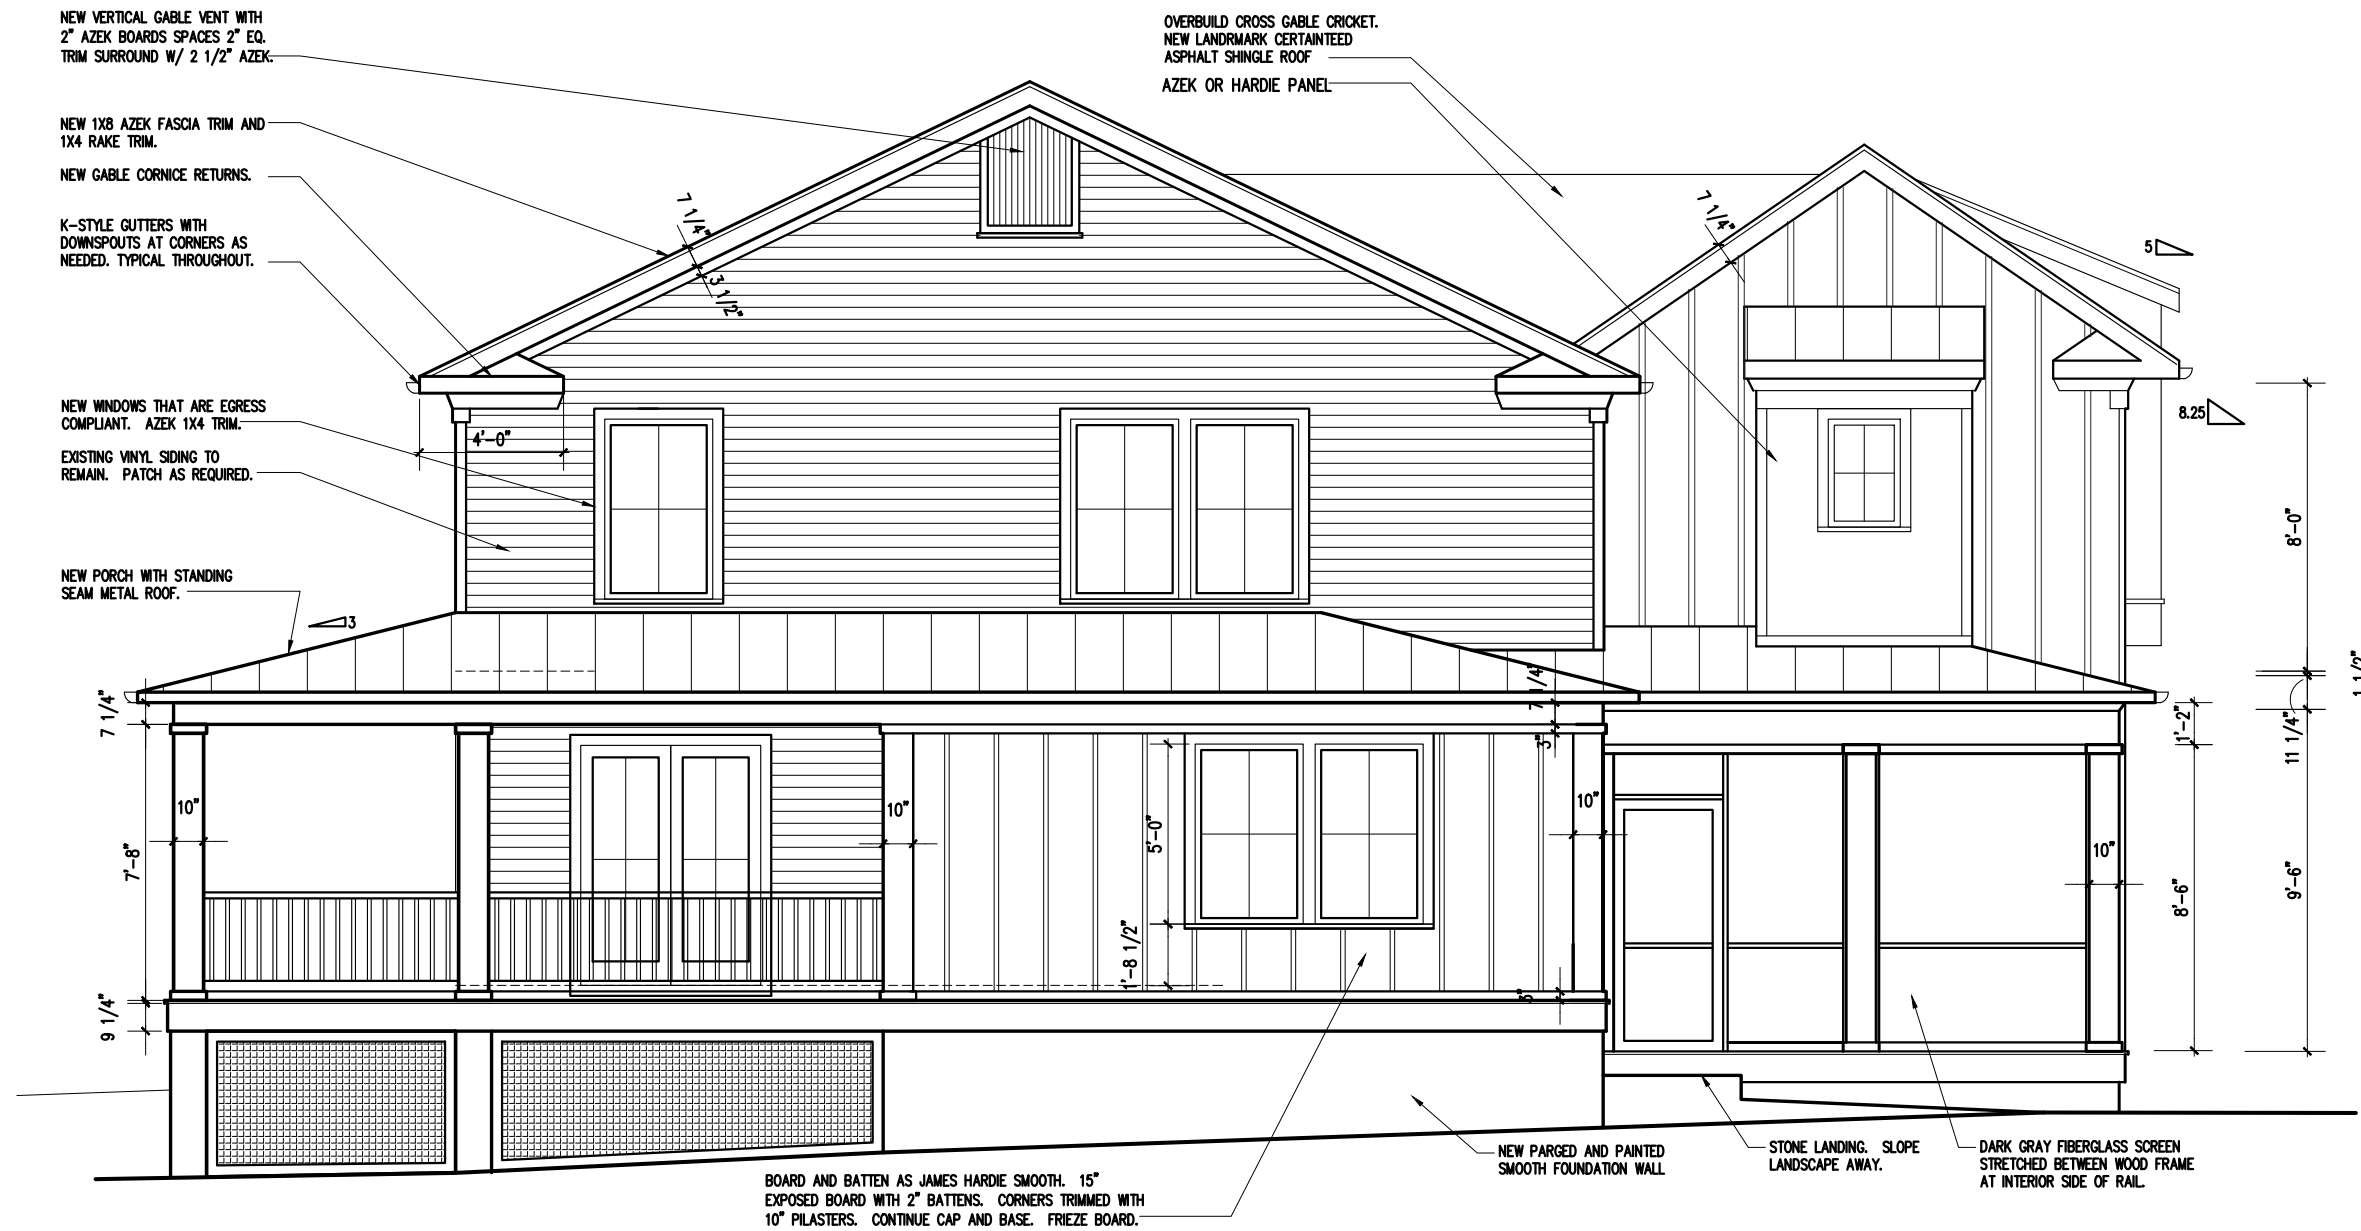 NEW VERTICAL GABLE VENT WITH
2" AZEK BOARDS SPACES 2" EQ.
TRIM SURROUND W/ 2 1/2" AZEK.
NEW 1X8 AZEK FASCIA TRIM AND
1X4 RAKE TRIM.
NEW GABLE CORNICE RETURNS.
K-STYLE GUTTERS WITH
DOWNSPOUTS AT CORNERS AS
NEEDED. TYPICAL THROUGHOUT.
NEW WINDOWS THAT ARE EGRESS
COMPLIANT. AZEK 1X4 TRIM.
EXISTING VINYL SIDING TO
REMAIN. PATCH AS REQUIRED.
NEW PORCH WITH STANDING
SEAM METAL ROOF.
OVERBUILD CROSS GABLE CRICKET.
NEW LANDRMARK CERTAINTEED
ASPHALT SHINGLE ROOF
AZEK OR HARDIE PANEL
7 1/4"
3 1/2"
7 1/4"
5
8.25
4'-0"
3
8'-0"
1 1/2"
11 1/4"
9'-6"
1'-2"
8'-6"
7 1/4"
7'-8"
9 1/4"
10"
10"
10"
10"
7 1/4"
3"
5'-0"
1'-8 1/2"
3"
BOARD AND BATTEN AS JAMES HARDIE SMOOTH. 15"
EXPOSED BOARD WITH 2" BATTENS. CORNERS TRIMMED WITH
10" PILASTERS. CONTINUE CAP AND BASE. FRIEZE BOARD.
NEW PARGED AND PAINTED
SMOOTH FOUNDATION WALL
STONE LANDING. SLOPE
LANDSCAPE AWAY.
DARK GRAY FIBERGLASS SCREEN
STRETCHED BETWEEN WOOD FRAME
AT INTERIOR SIDE OF RAIL.